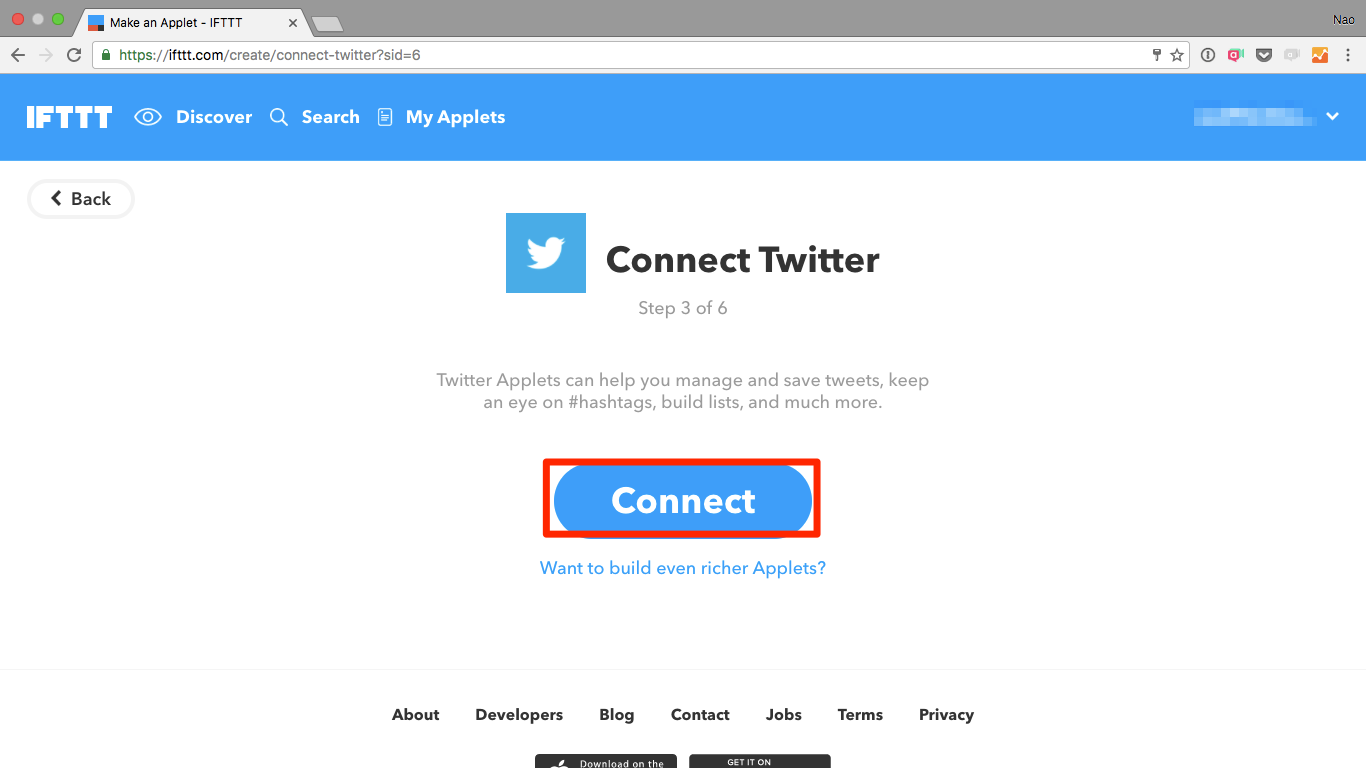 Make an Applet - IFTTT
Nao
https://ifttt.com/create/connect-twitter?sid=6
IFTTT Discover Search My Applets
Back
Connect Twitter
Step 3 of 6
Twitter Applets can help you manage and save tweets, keep
an eye on #hashtags, build lists, and much more.
Connect
Want to build even richer Applets?
About Developers Blog Contact Jobs Terms Privacy
Download on the
GET IT ON